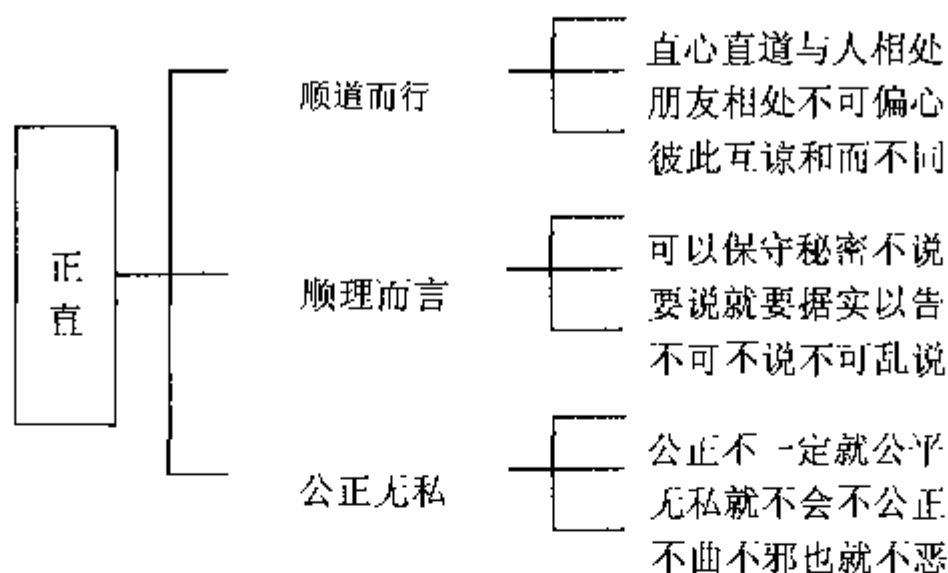 正直
顺道而行
直心直道与人相处
朋友相处不可偏心
彼此互谅和而不同
顺理而言
可以保守秘密不说
要说就要据实以告
不可不说不可乱说
公正无私
公正不一定就公平
无私就不会不公正
不曲不邪也就不恶